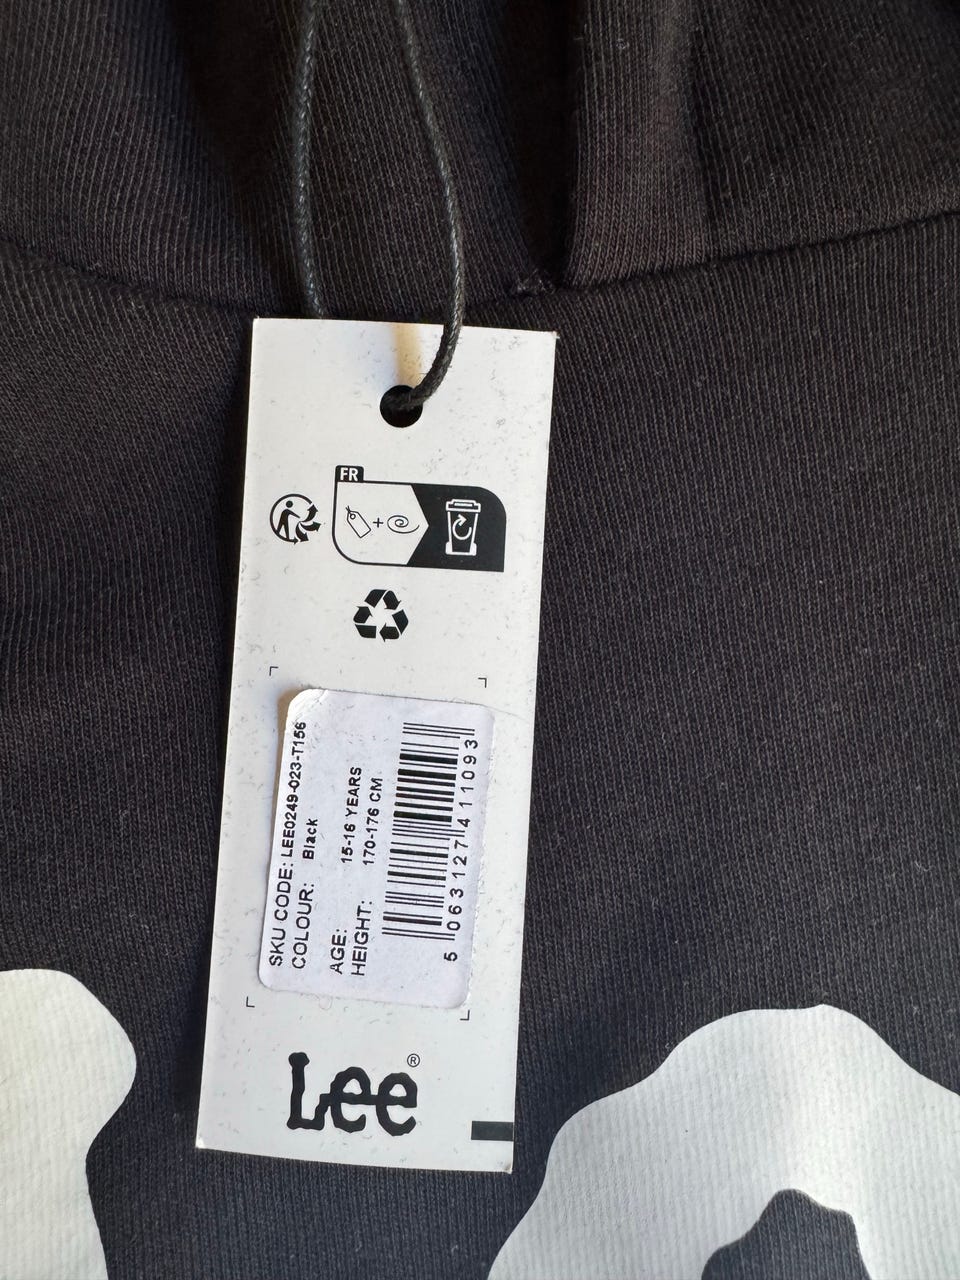 FR
SKU CODE: LEE0249-023-T156
COLOUR: Black
AGE: 15-16 YEARS
HEIGHT: 170-176 CM
5 063127 411093
Lee®